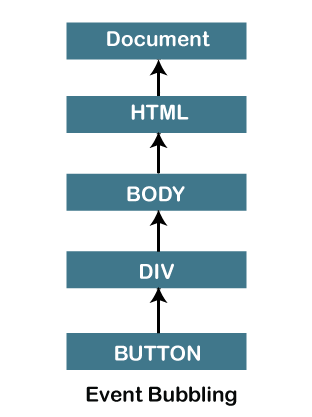 Document
HTML
BODY
DIV
BUTTON
Event Bubbling